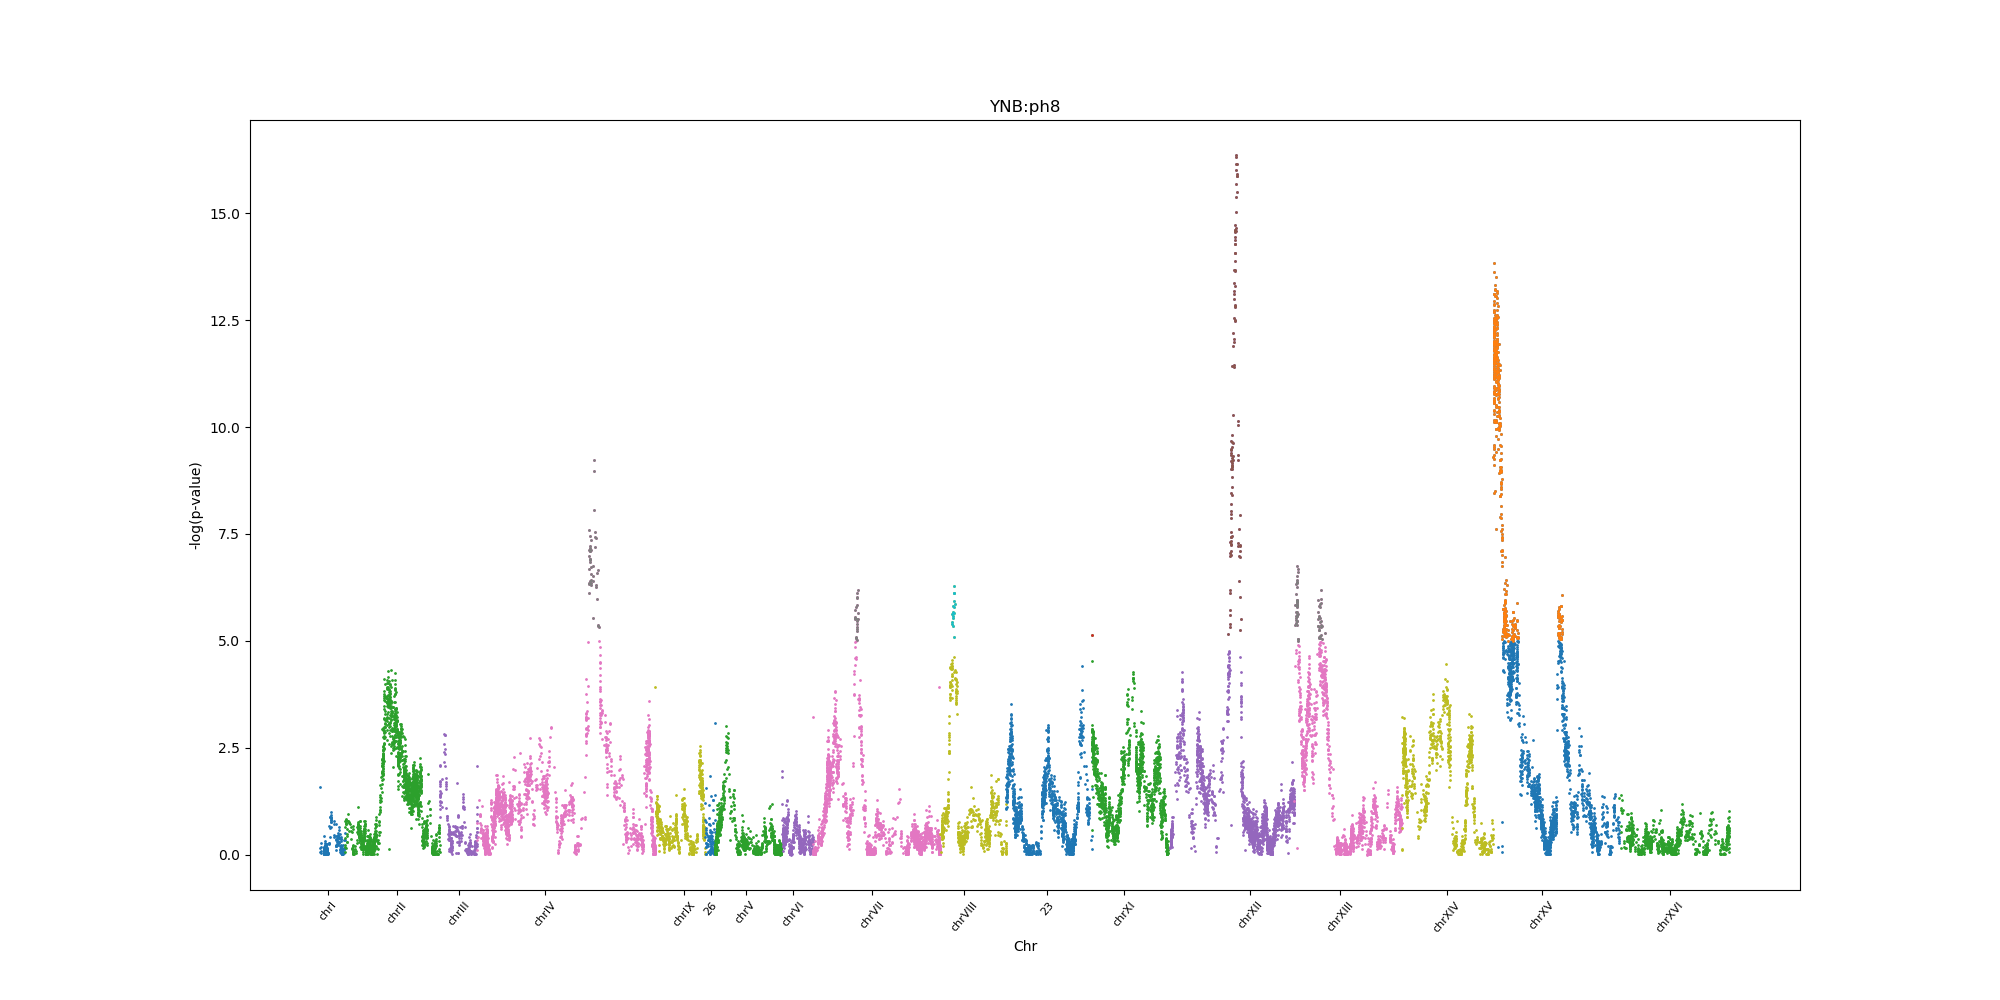 YNB:ph8
15.0
12.5
10.0
7.5
5.0
2.5
0.0
-log(p-value)
chrI chrII chrIII chrIV chrIX 26 chrV chrVI chrVII chrVIII 23 chrXI chrXII chrXIII chrXIV chrXV chrXVI
Chr